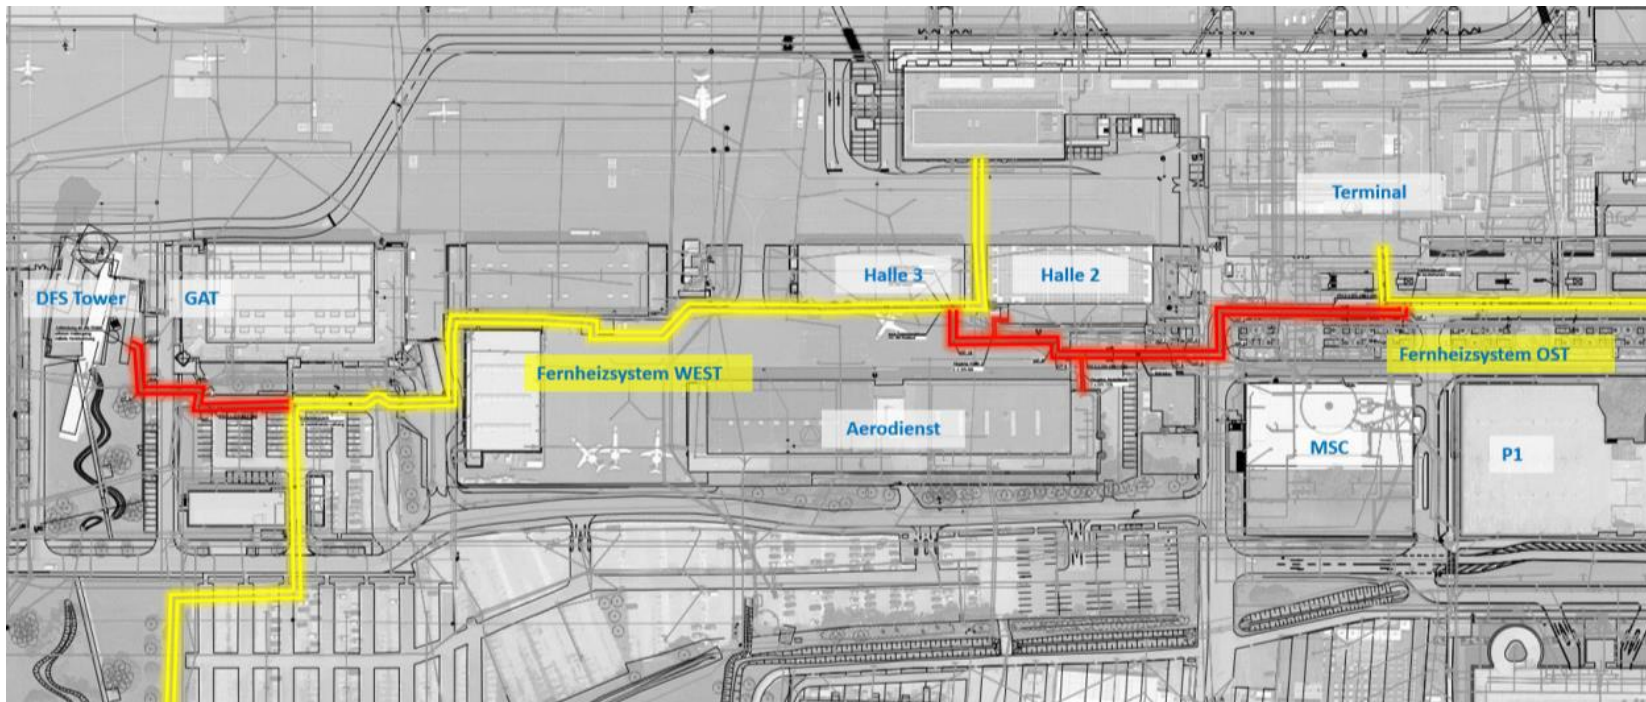 Terminal
Halle 3
Halle 2
DFS Tower
GAT
Fernheizsystem OST
Fernheizsystem WEST
Aerodienst
MSC
P1